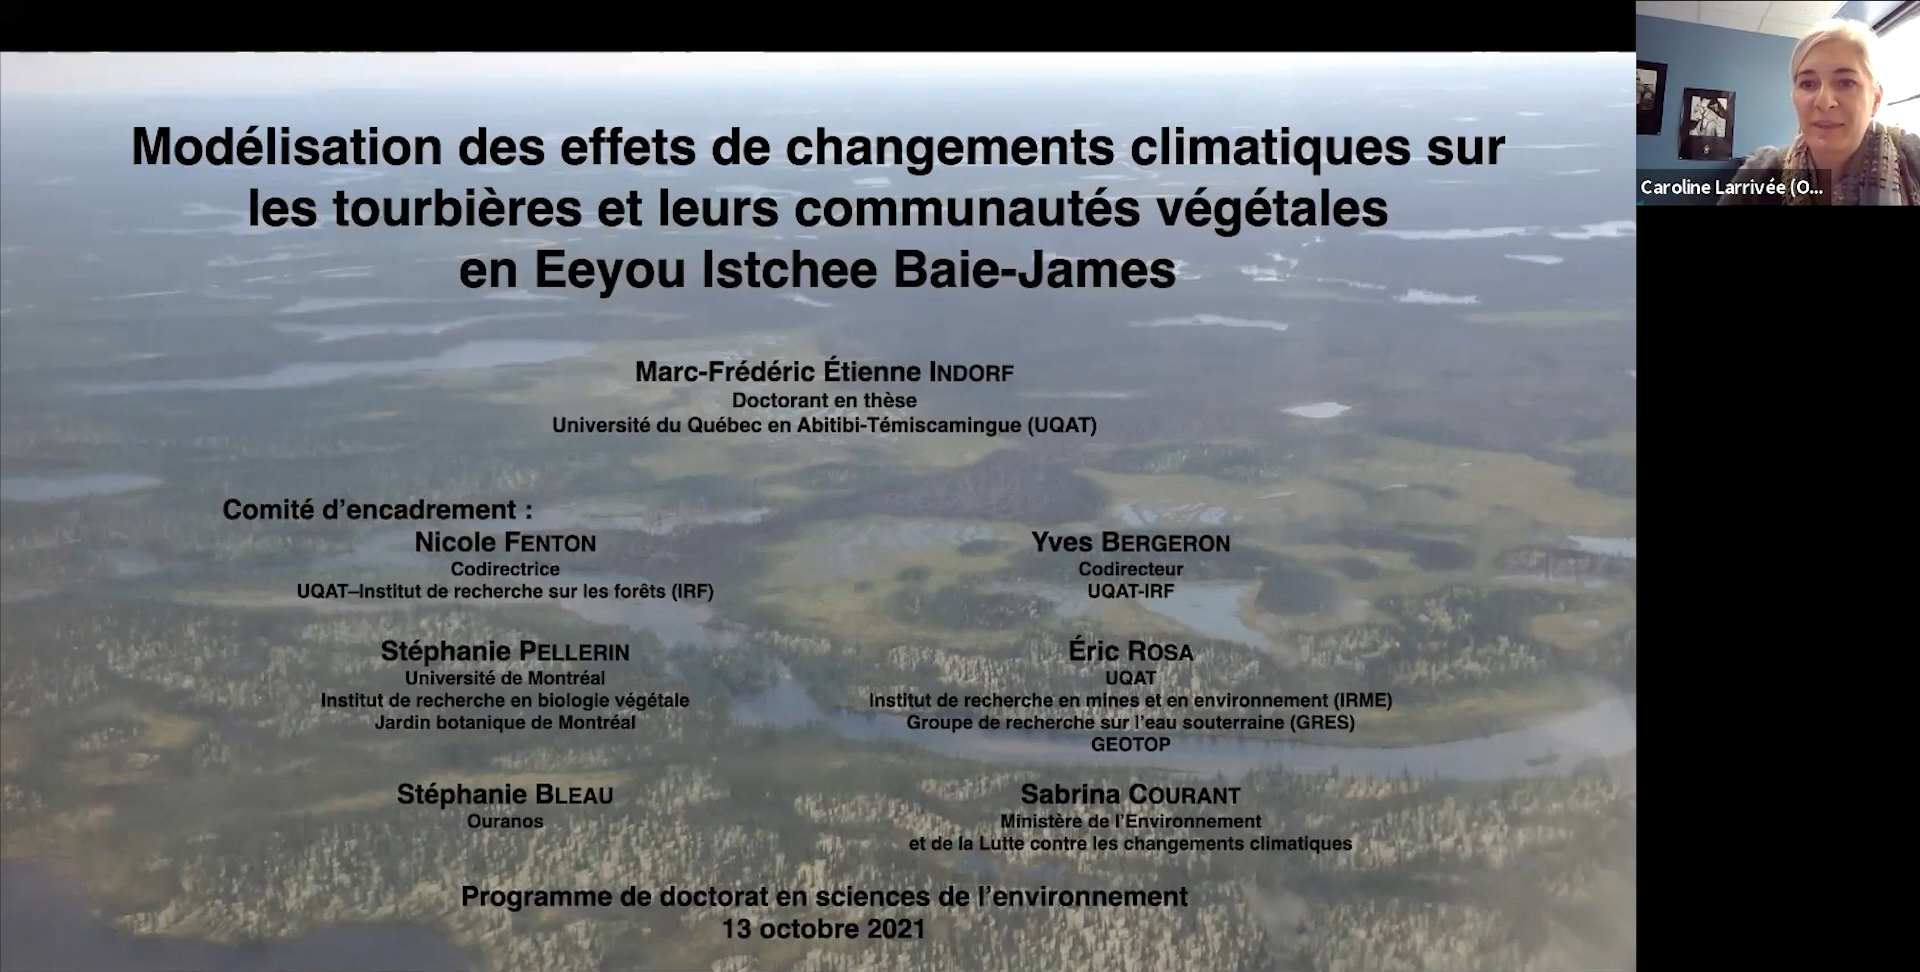 Modélisation des effets de changements climatiques sur
les tourbières et leurs communautés végétales
en Eeyou Istchee Baie-James
Marc-Frédéric Étienne INDORF
Doctorant en thèse
Université du Québec en Abitibi-Témiscamingue (UQAT)
Comité d'encadrement :
Nicole FENTON
Codirectrice
UQAT–Institut de recherche sur les forêts (IRF)
Yves BERGERON
Codirecteur
UQAT-IRF
Stéphanie PELLERIN
Université de Montréal
Institut de recherche en biologie végétale
Jardin botanique de Montréal
Éric ROSA
UQAT
Institut de recherche en mines et en environnement (IRME)
Groupe de recherche sur l'eau souterraine (GRES)
GEOTOP
Stéphanie BLEAU
Ouranos
Sabrina COURANT
Ministère de l'Environnement
et de la Lutte contre les changements climatiques
Programme de doctorat en sciences de l'environnement
13 octobre 2021
Caroline Larrivée (O...